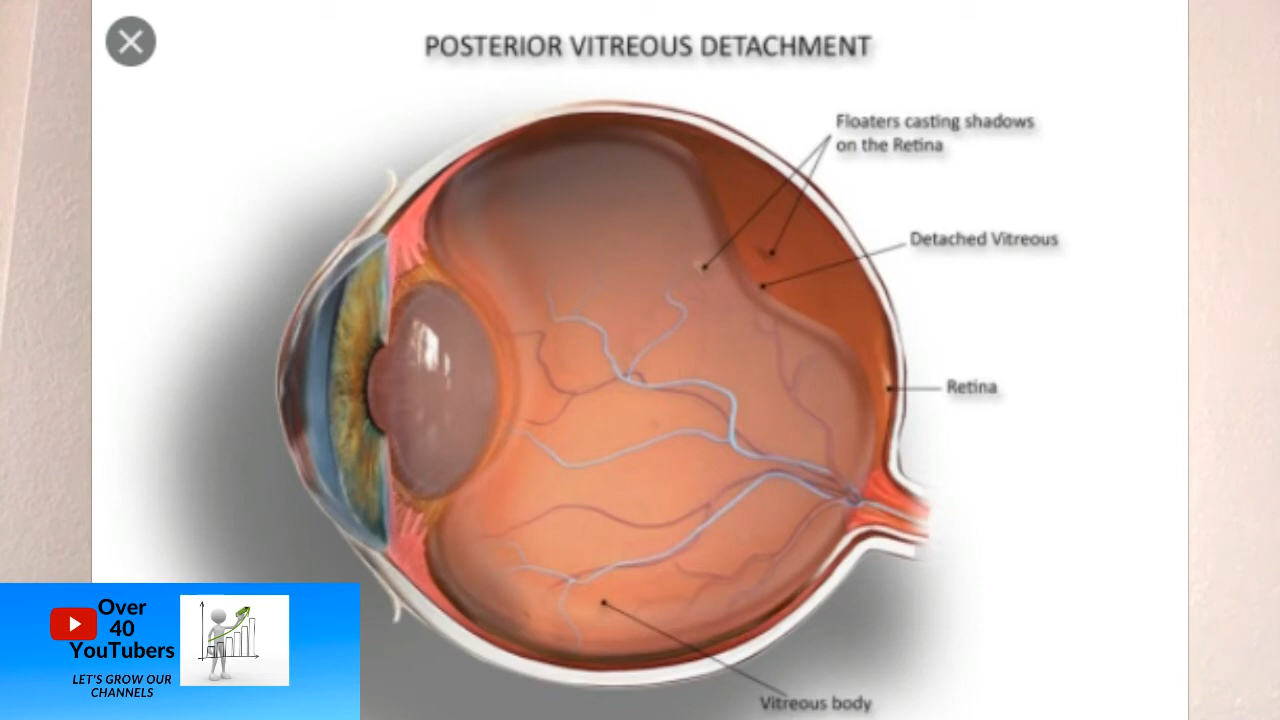 POSTERIOR VITREOUS DETACHMENT
Floaters casting shadows
on the Retina
Detached Vitreous
Retina
Vitreous body
Over
40
YouTubers
LET'S GROW OUR
CHANNELS